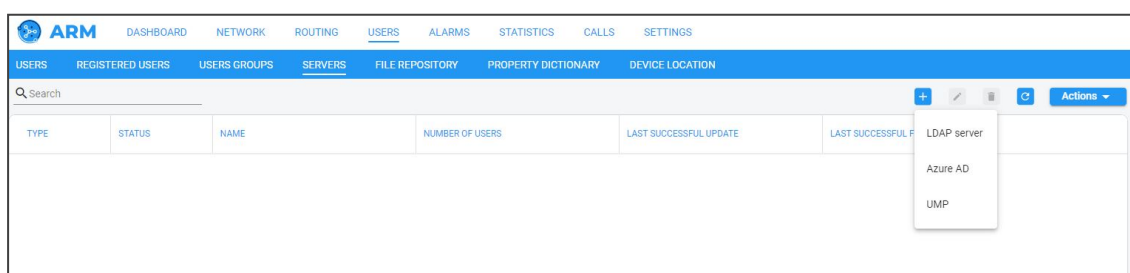 ARM DASHBOARD NETWORK ROUTING USERS ALARMS STATISTICS CALLS SETTINGS
USERS REGISTERED USERS USERS GROUPS SERVERS FILE REPOSITORY PROPERTY DICTIONARY DEVICE LOCATION
Search Actions
TYPE STATUS NAME NUMBER OF USERS LAST SUCCESSFUL UPDATE LAST SUCCESSFUL F
LDAP server
Azure AD
UMP